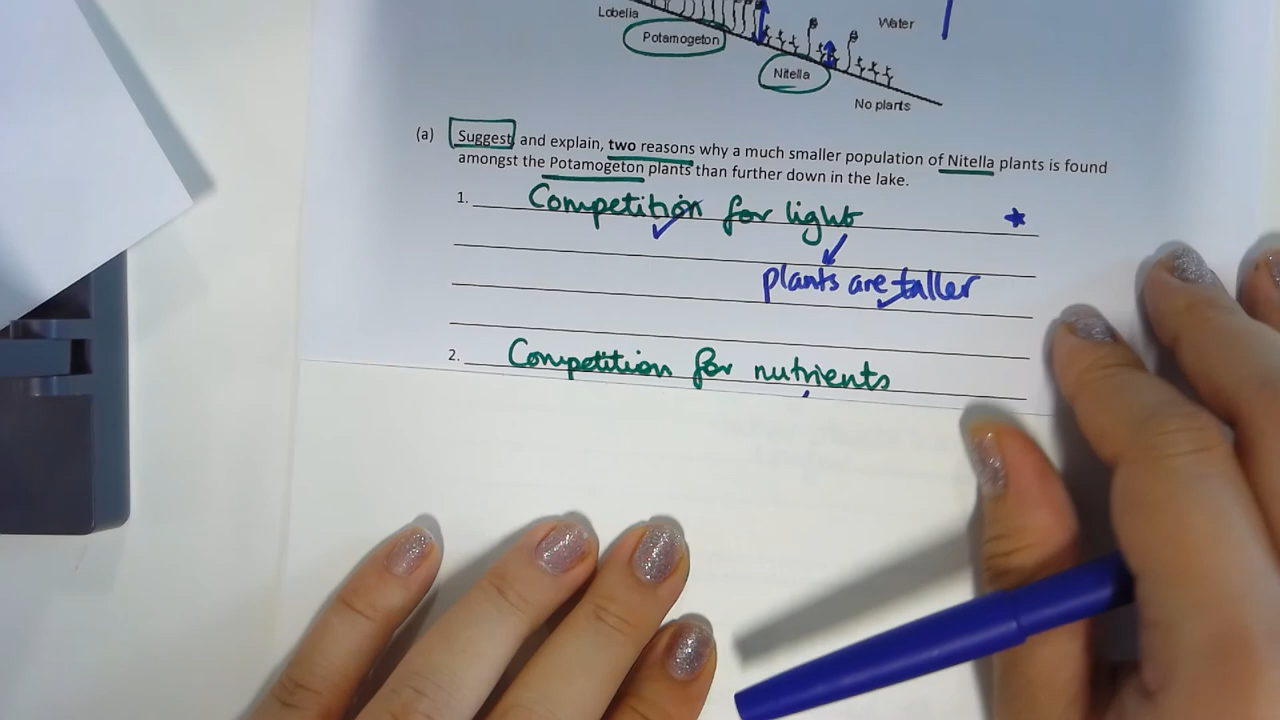 Lobelia
Water
Potamogeton
Nitella
No plants
(a) Suggest and explain, two reasons why a much smaller population of Nitella plants is found
amongst the Potamogeton plants than further down in the lake.
1. Competition for light
plants are taller
2. Competition for nutrients